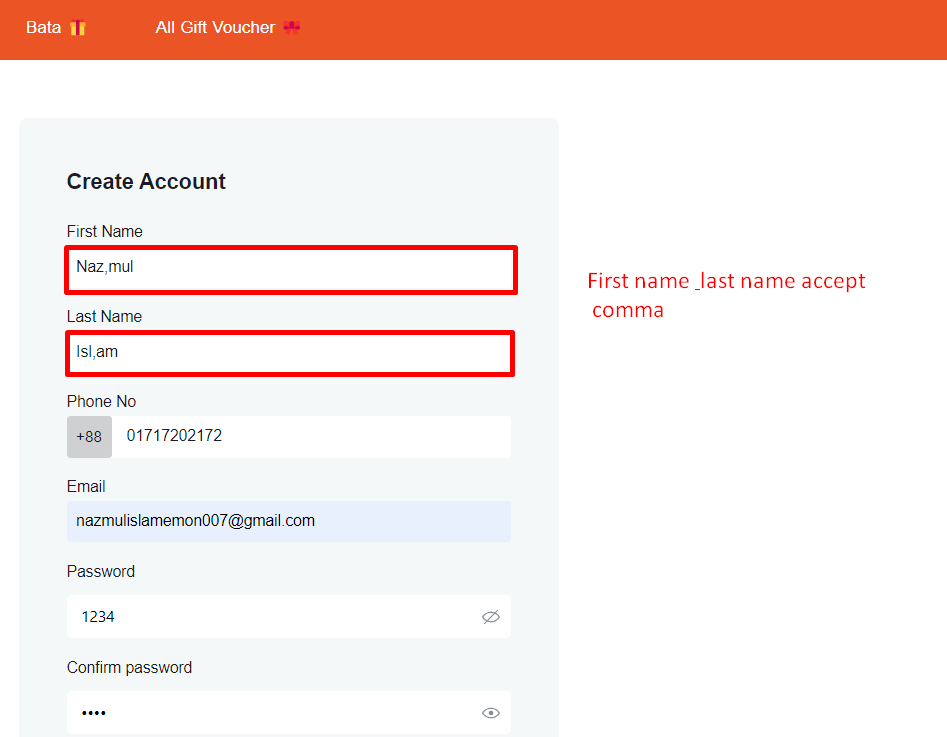 Bata All Gift Voucher
Create Account
First Name
Naz,mul
First name _last name accept
comma
Last Name
Isl,am
Phone No
+88 01717202172
Email
nazmulislamemon007@gmail.com
Password
1234
Confirm password
••••